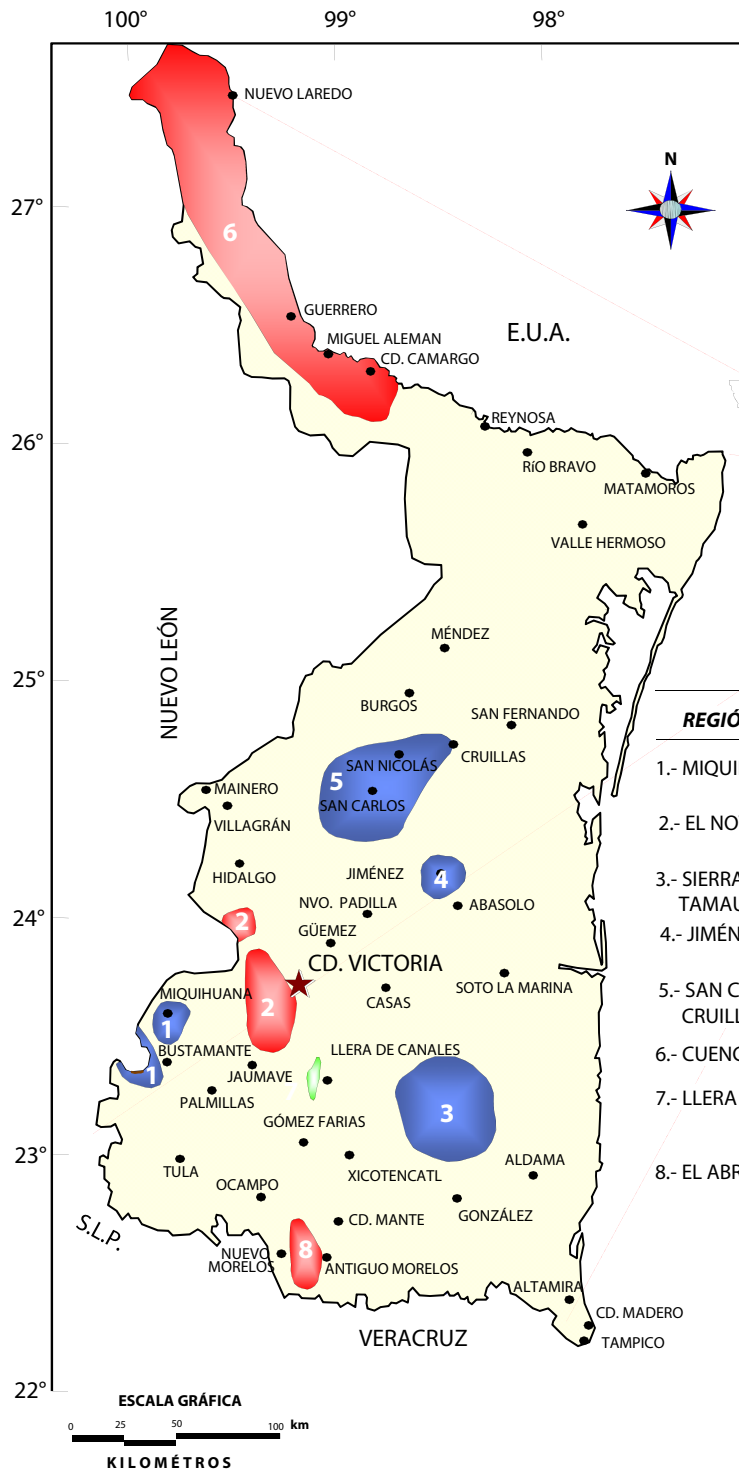 100°
99°
98°
NUEVO LAREDO
N
27°
6
GUERRERO
E.U.A.
MIGUEL ALEMAN
CD. CAMARGO
REYNOSA
26°
RíO BRAVO
MATAMOROS
VALLE HERMOSO
NUEVO LEÓN
MÉNDEZ
25°
BURGOS
SAN FERNANDO
REGIÓ
CRUILLAS
SAN NICOLÁS
5
1.- MIQUI
MAINERO
SAN CARLOS
VILLAGRÁN
2.- EL NO
HIDALGO
JIMÉNEZ
4
3.- SIERRA
TAMAU
NVO. PADILLA
ABASOLO
24°
2
GÜEMEZ
4.- JIMÉN
CD. VICTORIA
SOTO LA MARINA
CASAS
5.- SAN C
CRUILL
MIQUIHUANA
2
1
BUSTAMANTE
LLERA DE CANALES
6.- CUENC
1
JAUMAVE
PALMILLAS
7.- LLERA
3
GÓMEZ FARIAS
23°
TULA
XICOTENCATL
ALDAMA
8.- EL ABR
OCAMPO
CD. MANTE
GONZÁLEZ
S.L.P.
8
NUEVO
MORELOS
ANTIGUO MORELOS
ALTAMIRA
CD. MADERO
VERACRUZ
TAMPICO
22°
ESCALA GRÁFICA
0 25 50 100 km
KILOMÉTROS